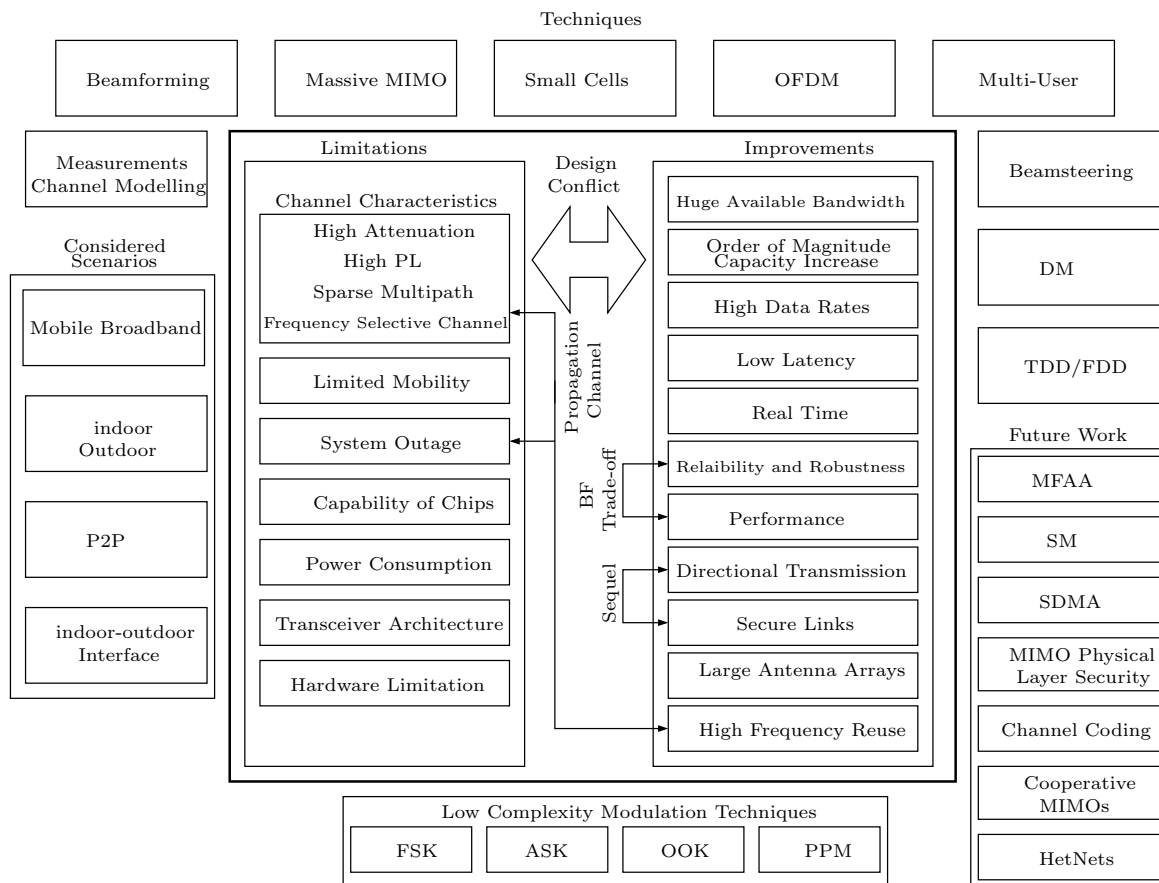 Techniques
Beamforming
Massive MIMO
Small Cells
OFDM
Multi-User
Measurements
Channel Modelling
Considered
Scenarios
Mobile Broadband
indoor
Outdoor
P2P
indoor-outdoor
Interface
Limitations
Channel Characteristics
High Attenuation
High PL
Sparse Multipath
Frequency Selective Channel
Limited Mobility
System Outage
Capability of Chips
Power Consumption
Transceiver Architecture
Hardware Limitation
Design
Conflict
Propagation
Channel
BF
Trade-off
Sequel
Improvements
Huge Available Bandwidth
Order of Magnitude
Capacity Increase
High Data Rates
Low Latency
Real Time
Relaibility and Robustness
Performance
Directional Transmission
Secure Links
Large Antenna Arrays
High Frequency Reuse
Beamsteering
DM
TDD/FDD
Future Work
MFAA
SM
SDMA
MIMO Physical
Layer Security
Channel Coding
Cooperative
MIMOs
HetNets
Low Complexity Modulation Techniques
FSK
ASK
OOK
PPM